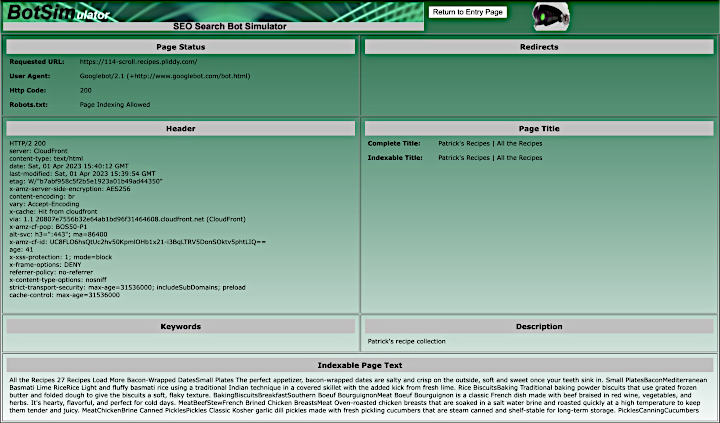 BotSimulator
SEO Search Bot Simulator
Return to Entry Page
Page Status
Requested URL: https://114-scroll.recipes.pliddy.com/
User Agent: Googlebot/2.1 (+http://www.googlebot.com/bot.html)
Http Code: 200
Robots.txt: Page Indexing Allowed
Redirects
Header
HTTP/2 200
server: CloudFront
content-type: text/html
date: Sat, 01 Apr 2023 15:40:12 GMT
last-modified: Sat, 01 Apr 2023 15:39:54 GMT
etag: W/"b7abf958c5f2b5e1923a01b49ad44350"
x-amz-server-side-encryption: AES256
content-encoding: br
vary: Accept-Encoding
x-cache: Hit from cloudfront
via: 1.1 20807e7556b32e64ab1bd96f31464608.cloudfront.net (CloudFront)
x-amz-cf-pop: BOS50-P1
alt-svc: h3=":443"; ma=86400
x-amz-cf-id: UC8FLO6hsQtUc2hv50KpmlOHb1x21-i3BqLTRV5DonSOktv5phtLIQ==
age: 41
x-xss-protection: 1; mode=block
x-frame-options: DENY
referrer-policy: no-referrer
x-content-type-options: nosniff
strict-transport-security: max-age=31536000; includeSubDomains; preload
cache-control: max-age=31536000
Page Title
Complete Title: Patrick's Recipes | All the Recipes
Indexable Title: Patrick's Recipes | All the Recipes
Keywords
Description
Patrick's recipe collection
Indexable Page Text
All the Recipes 27 Recipes Load More Bacon-Wrapped DatesSmall Plates The perfect appetizer, bacon-wrapped dates are salty and crisp on the outside, soft and sweet once your teeth sink in. Small PlatesBaconMediterranean
Basmati Lime RiceRice Light and fluffy basmati rice using a traditional Indian technique in a covered skillet with the added kick from fresh lime. Rice BiscuitsBaking Traditional baking powder biscuits that use grated frozen
butter and folded dough to give the biscuits a soft, flaky texture. BakingBiscuitsBreakfastSouthern Boeuf BourguignonMeat Boeuf Bourguignon is a classic French dish made with beef braised in red wine, vegetables, and
herbs. It's hearty, flavorful, and perfect for cold days. MeatBeefStewFrench Brined Chicken BreastsMeat Oven-roasted chicken breasts that are soaked in a salt water brine and roasted quickly at a high temperature to keep
them tender and juicy. MeatChickenBrine Canned PicklesPickles Classic Kosher garlic dill pickles made with fresh pickling cucumbers that are steam canned and shelf-stable for long-term storage. PicklesCanningCucumbers